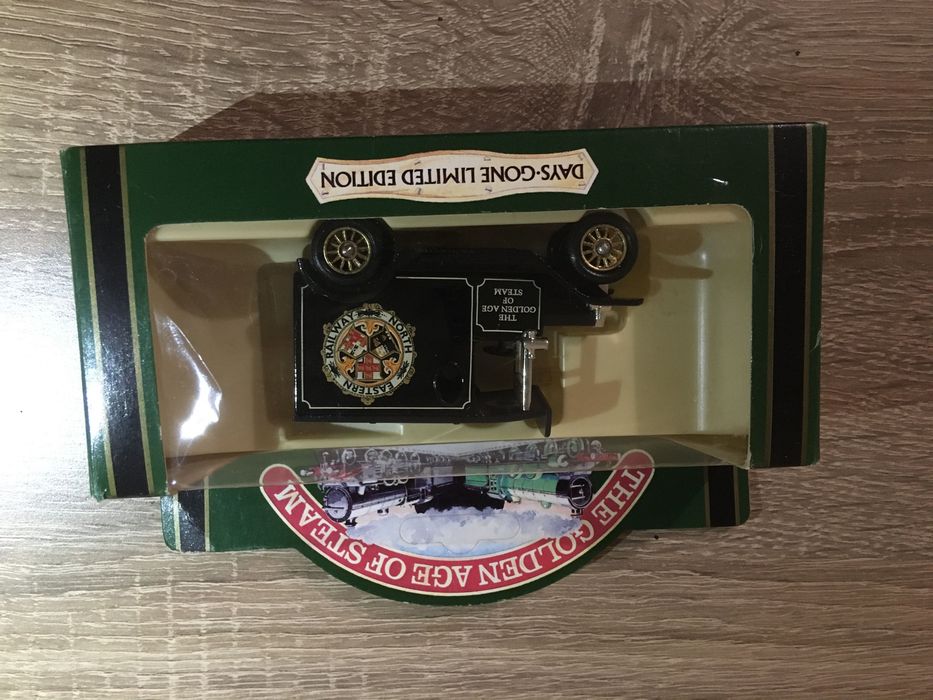 THE GOLDEN AGE OF STEAM
THE
GOLDEN AGE
OF
STEAM
NORTH EASTERN RAILWAY
DAYS-GONE LIMITED EDITION